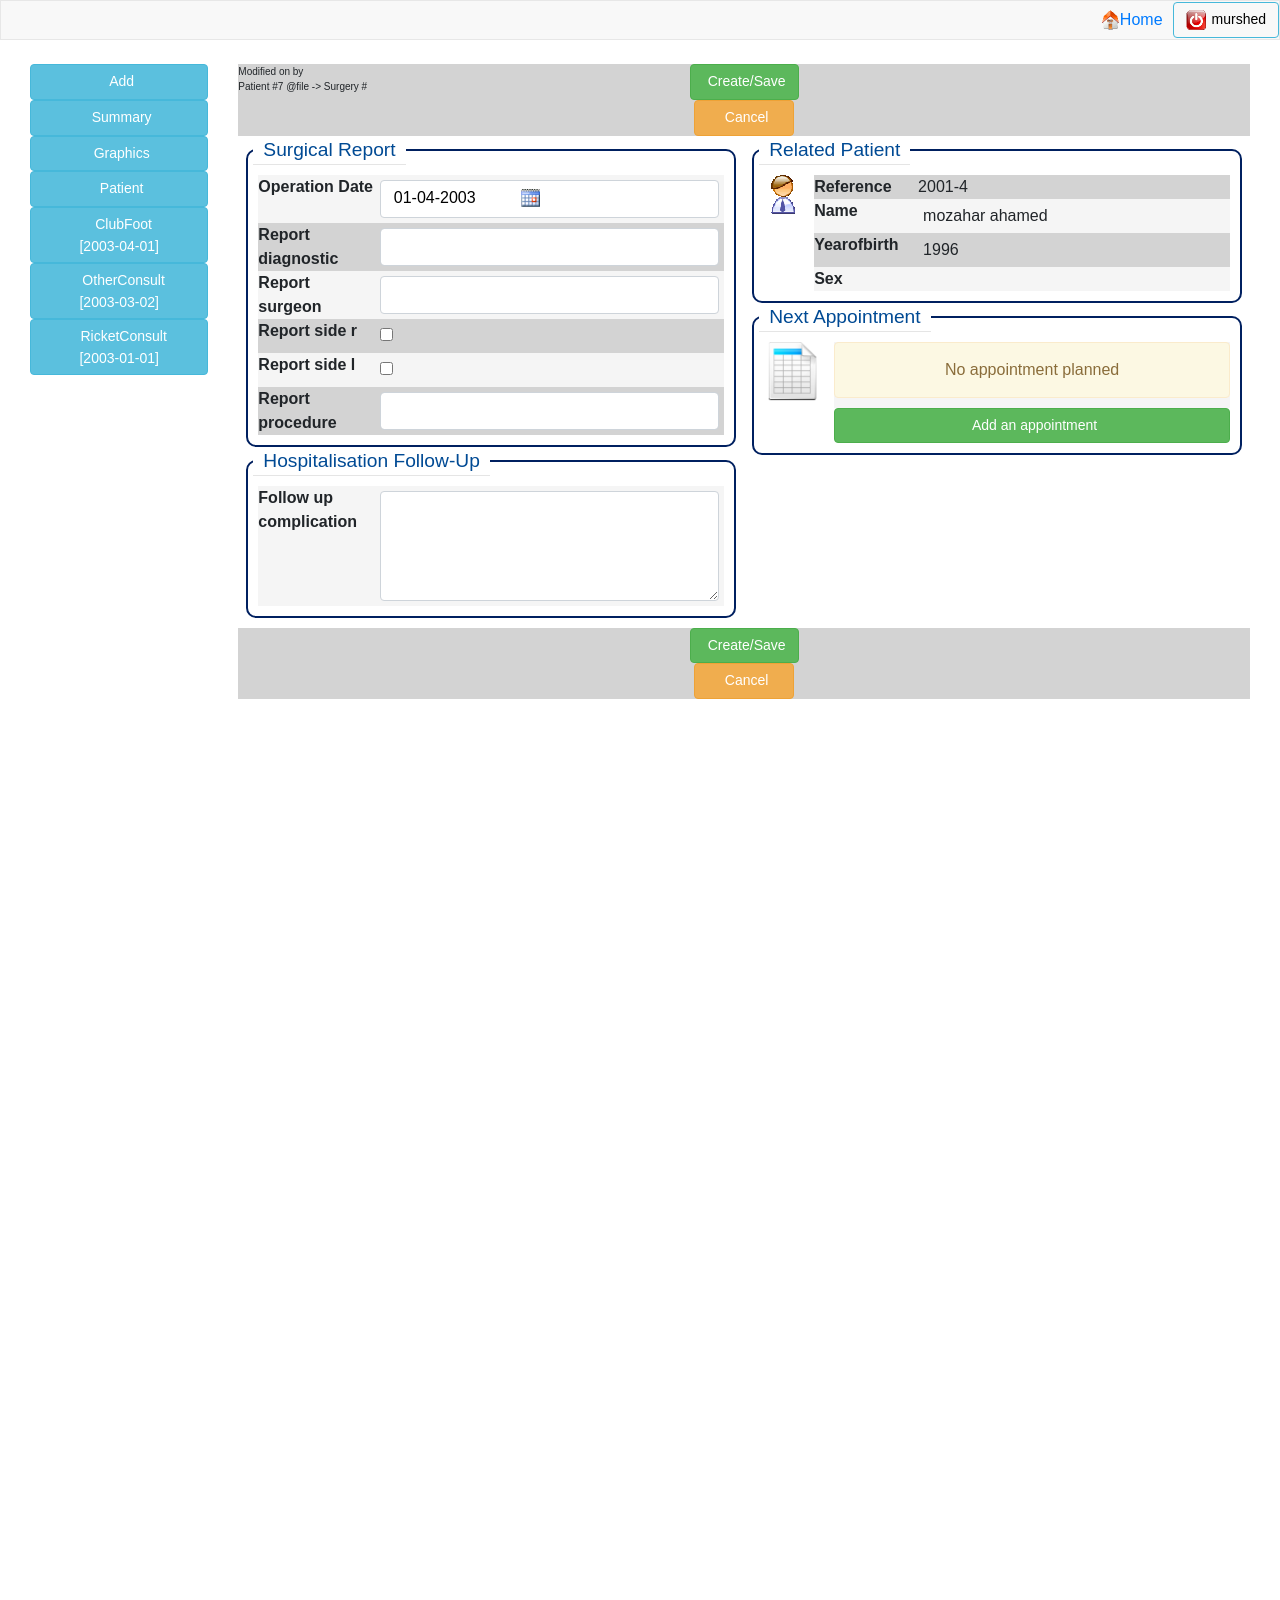 Home
murshed
Add
Summary
Graphics
Patient
ClubFoot
[2003-04-01]
OtherConsult
[2003-03-02]
RicketConsult
[2003-01-01]
Modified on by
Patient #7 @file -> Surgery #
Create/Save
Cancel
Surgical Report
Operation Date 01-04-2003
Report
diagnostic
Report
surgeon
Report side r
Report side l
Report
procedure
Hospitalisation Follow-Up
Follow up
complication
Related Patient
Reference 2001-4
Name mozahar ahamed
Yearofbirth 1996
Sex
Next Appointment
No appointment planned
Add an appointment
Create/Save
Cancel